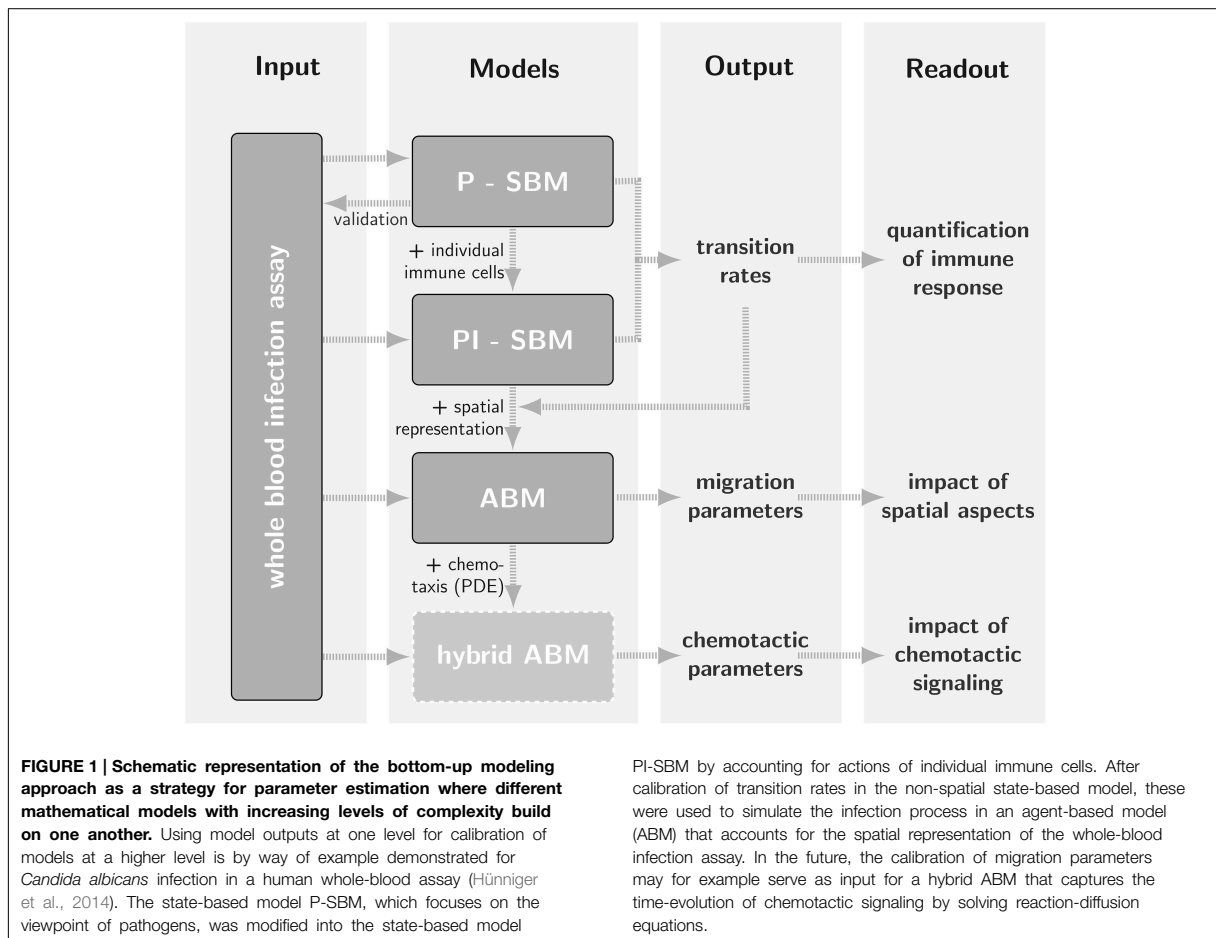 Input
Models
Output
Readout
whole blood infection assay
P - SBM
validation
+ individual
immune cells
PI - SBM
+ spatial
representation
ABM
+ chemo-
taxis (PDE)
hybrid ABM
transition
rates
migration
parameters
chemotactic
parameters
quantification
of immune
response
impact of
spatial aspects
impact of
chemotactic
signaling
FIGURE 1 | Schematic representation of the bottom-up modeling
approach as a strategy for parameter estimation where different
mathematical models with increasing levels of complexity build
on one another. Using model outputs at one level for calibration of
models at a higher level is by way of example demonstrated for
Candida albicans infection in a human whole-blood assay (Hünniger
et al., 2014). The state-based model P-SBM, which focuses on the
viewpoint of pathogens, was modified into the state-based model
PI-SBM by accounting for actions of individual immune cells. After
calibration of transition rates in the non-spatial state-based model, these
were used to simulate the infection process in an agent-based model
(ABM) that accounts for the spatial representation of the whole-blood
infection assay. In the future, the calibration of migration parameters
may for example serve as input for a hybrid ABM that captures the
time-evolution of chemotactic signaling by solving reaction-diffusion
equations.